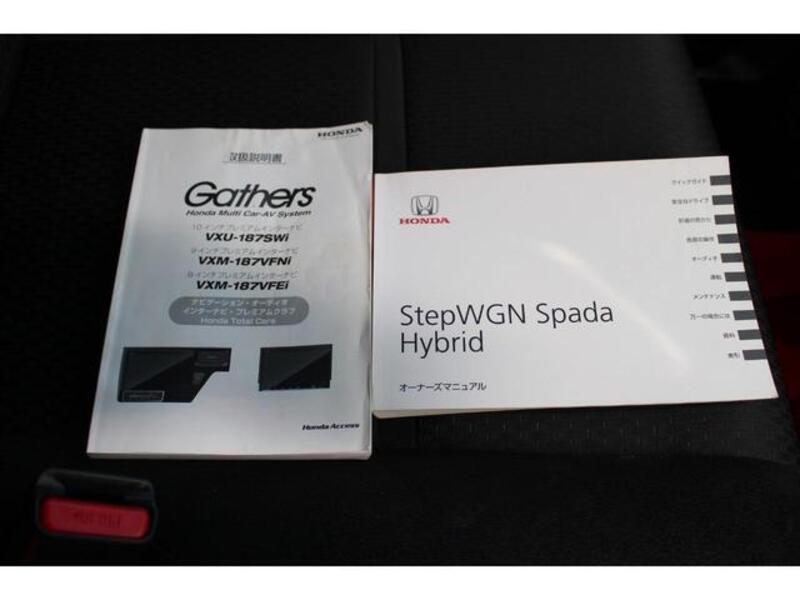 HONDA
取扱説明書
Gathers
Honda Multi Car-AV System
10インチプレミアムインターナビ
VXU-187SWi
9インチプレミアムインターナビ
VXM-187VFNi
8インチプレミアムインターナビ
VXM-187VFEi
ナビゲーション・オーディオ
インターナビ・プレミアムクラブ
Honda Total Care
Honda Access
HONDA
StepWGN Spada
Hybrid
オーナーズマニュアル
クイックガイド
安全なドライブ
計器の見かた
各部の操作
オーディオ
運転
メンテナンス
万一の場合には
資料
索引